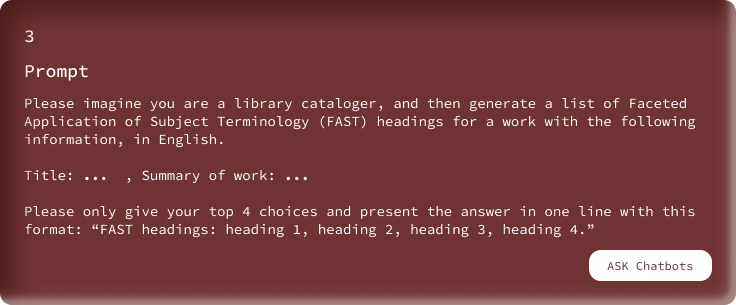 3
Prompt
Please imagine you are a library cataloger, and then generate a list of Faceted
Application of Subject Terminology (FAST) headings for a work with the following
information, in English.
Title: ... , Summary of work: ...
Please only give your top 4 choices and present the answer in one line with this
format: “FAST headings: heading 1, heading 2, heading 3, heading 4.”
ASK Chatbots